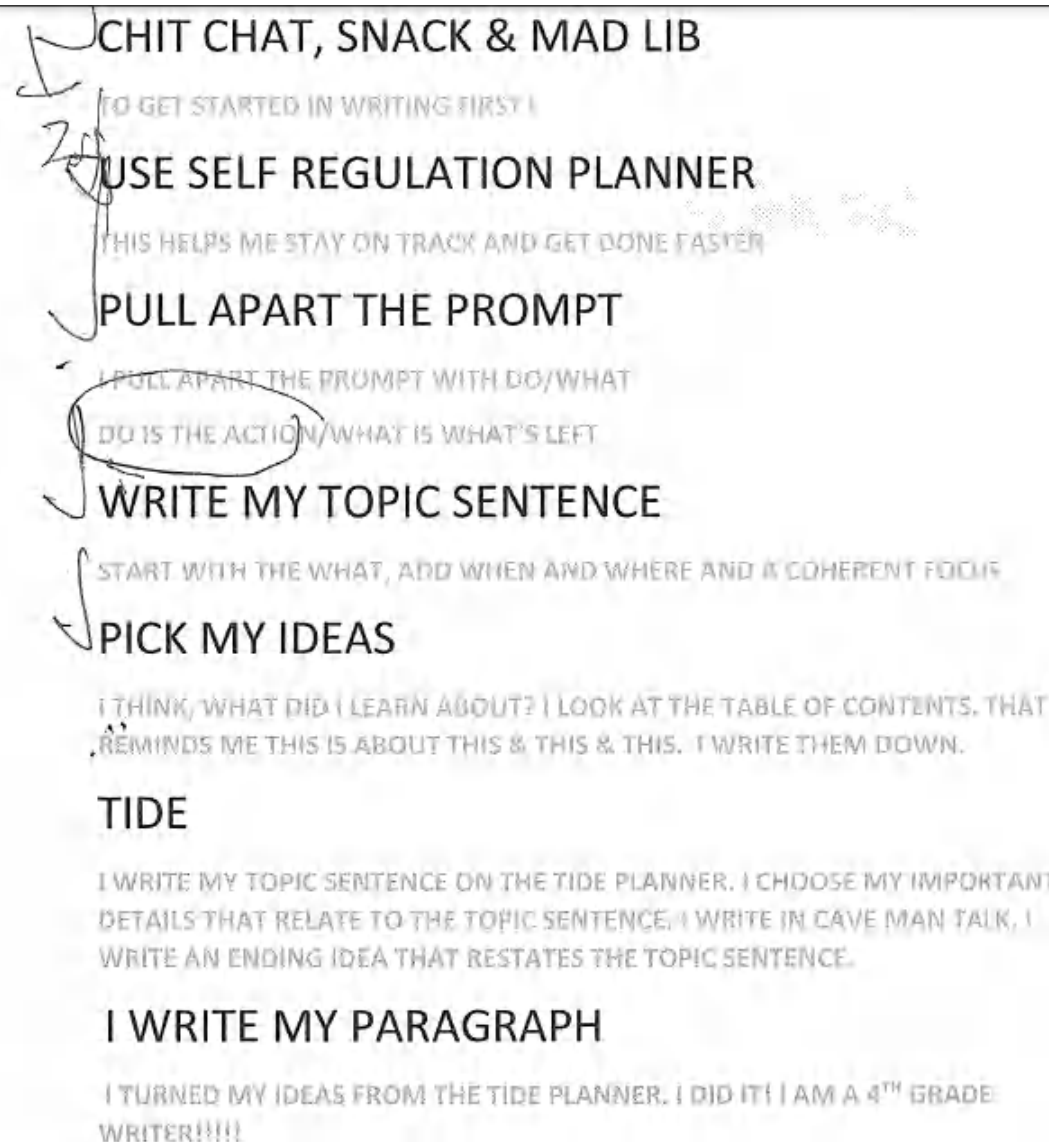 CHIT CHAT, SNACK & MAD LIB
TO GET STARTED IN WRITING FIRST !
USE SELF REGULATION PLANNER
THIS HELPS ME STAY ON TRACK AND GET DONE FASTER
PULL APART THE PROMPT
I PULL APART THE PROMPT WITH DO/WHAT
DO IS THE ACTION/WHAT IS WHAT'S LEFT
WRITE MY TOPIC SENTENCE
START WITH THE WHAT, ADD WHEN AND WHERE AND A COHERENT FOCUS
PICK MY IDEAS
I THINK, WHAT DID I LEARN ABOUT? I LOOK AT THE TABLE OF CONTENTS. THAT
REMINDS ME THIS IS ABOUT THIS & THIS & THIS. I WRITE THEM DOWN.
TIDE
I WRITE MY TOPIC SENTENCE ON THE TIDE PLANNER. I CHOOSE MY IMPORTANT
DETAILS THAT RELATE TO THE TOPIC SENTENCE. I WRITE IN CAVE MAN TALK. I
WRITE AN ENDING IDEA THAT RESTATES THE TOPIC SENTENCE.
I WRITE MY PARAGRAPH
I TURNED MY IDEAS FROM THE TIDE PLANNER. I DID IT! I AM A 4TH GRADE
WRITER!!!!!